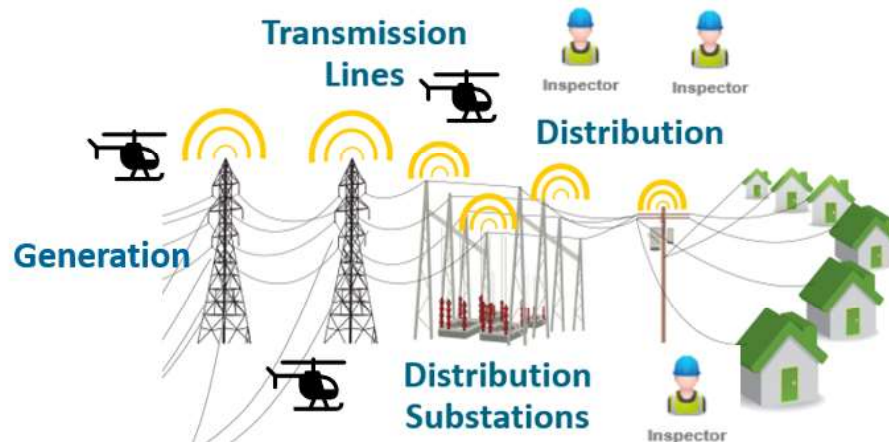 Transmission
Lines
Inspector
Inspector
Distribution
Generation
Distribution
Substations
Inspector